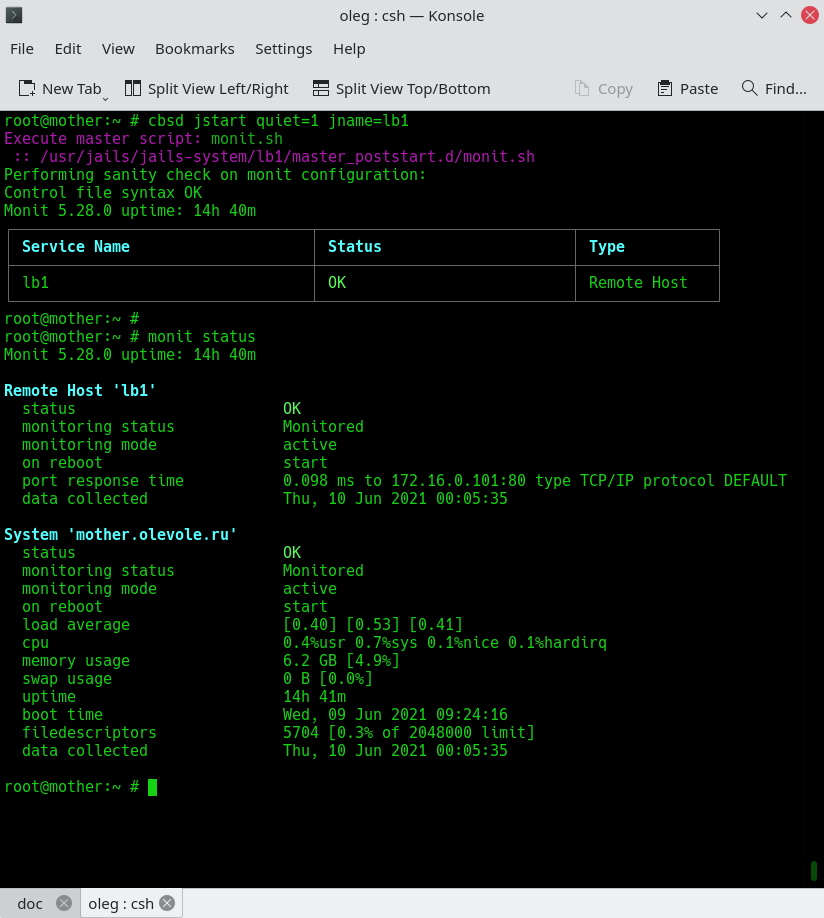 oleg : csh — Konsole
File Edit View Bookmarks Settings Help
New Tab Split View Left/Right Split View Top/Bottom Copy Paste Find...
root@mother:~ # cbsd jstart quiet=1 jname=lb1
Execute master script: monit.sh
 :: /usr/jails/jails-system/lb1/master_poststart.d/monit.sh
Performing sanity check on monit configuration:
Control file syntax OK
Monit 5.28.0 uptime: 14h 40m
Service Name Status Type
lb1 OK Remote Host
root@mother:~ #
root@mother:~ # monit status
Monit 5.28.0 uptime: 14h 40m
Remote Host 'lb1'
  status                       OK
  monitoring status            Monitored
  monitoring mode              active
  on reboot                    start
  port response time           0.098 ms to 172.16.0.101:80 type TCP/IP protocol DEFAULT
  data collected               Thu, 10 Jun 2021 00:05:35
System 'mother.olevole.ru'
  status                       OK
  monitoring status            Monitored
  monitoring mode              active
  on reboot                    start
  load average                 [0.40] [0.53] [0.41]
  cpu                          0.4%usr 0.7%sys 0.1%nice 0.1%hardirq
  memory usage                 6.2 GB [4.9%]
  swap usage                   0 B [0.0%]
  uptime                       14h 41m
  boot time                    Wed, 09 Jun 2021 09:24:16
  filedescriptors              5704 [0.3% of 2048000 limit]
  data collected               Thu, 10 Jun 2021 00:05:35
root@mother:~ #
doc oleg : csh